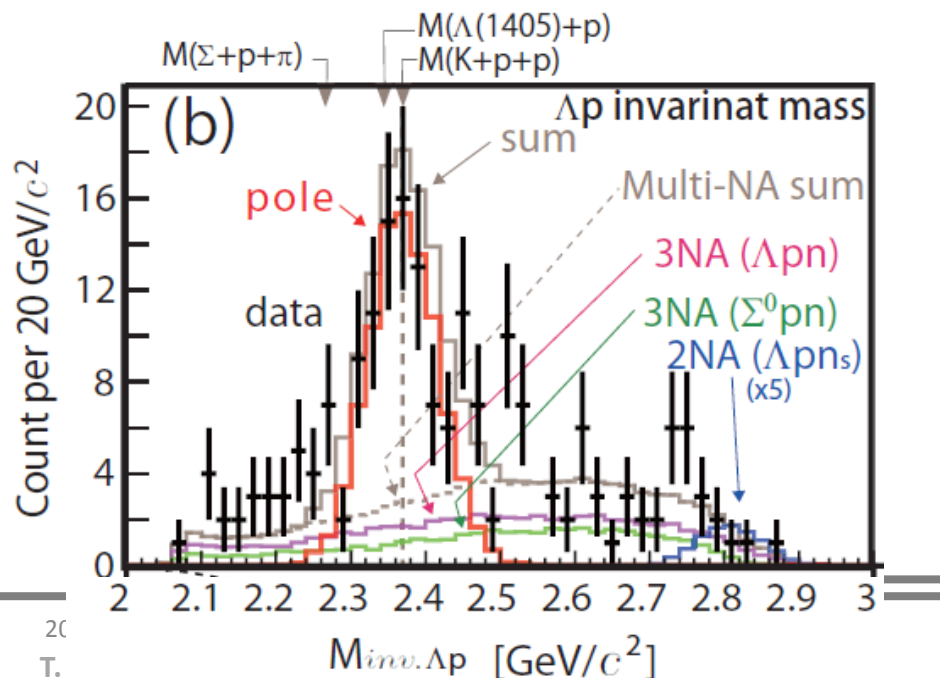 M(Λ(1405)+p)
M(Σ+p+π)
M(K+p+p)
20
(b)
Λp invarinat mass
sum
16
pole
Multi-NA sum
3NA (Λpn)
12
data
3NA (Σ⁰pn)
2NA (Λpnₛ)
(x5)
8
4
0
Count per 20 GeV/c²
2 2.1 2.2 2.3 2.4 2.5 2.6 2.7 2.8 2.9 3
M inv.Λp [GeV/c²]
20
T.